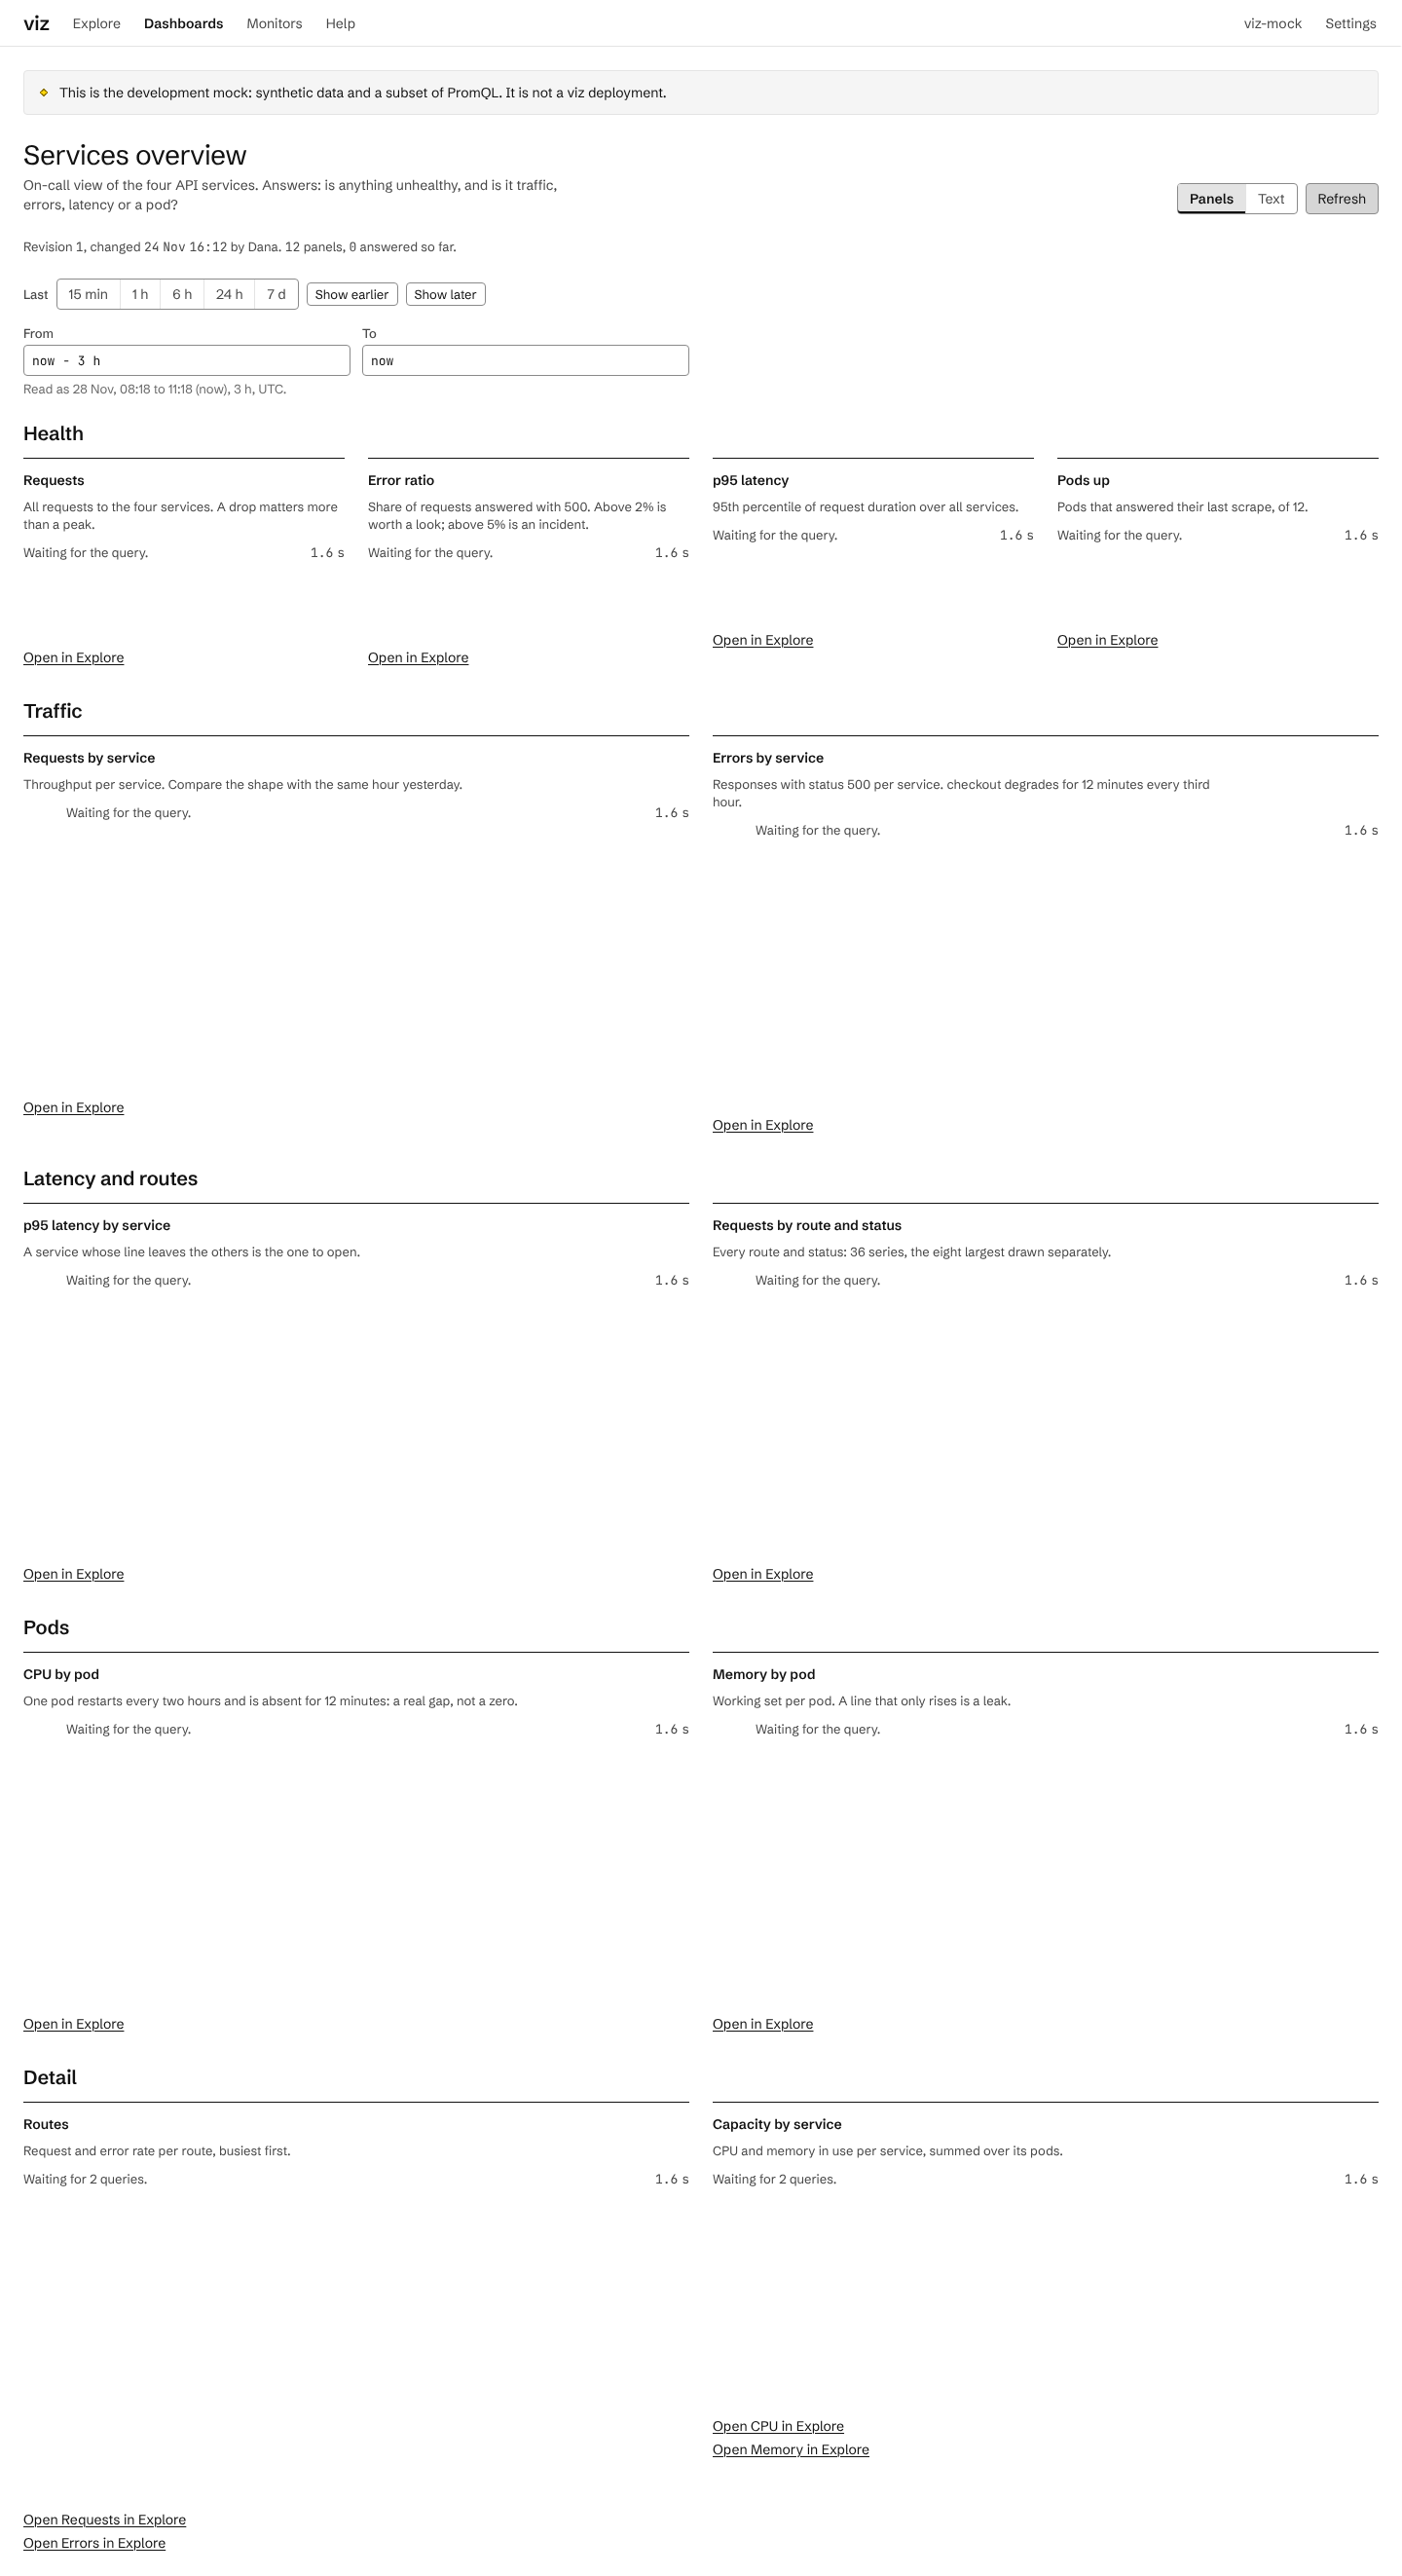 viz Explore Dashboards Monitors Help viz-mock Settings
This is the development mock: synthetic data and a subset of PromQL. It is not a viz deployment.
Services overview
On-call view of the four API services. Answers: is anything unhealthy, and is it traffic,
errors, latency or a pod?
Panels Text Refresh
Revision 1, changed 24 Nov 16:12 by Dana. 12 panels, 0 answered so far.
Last 15 min 1 h 6 h 24 h 7 d Show earlier Show later
From
now - 3 h
To
now
Read as 28 Nov, 08:18 to 11:18 (now), 3 h, UTC.
Health
Requests
All requests to the four services. A drop matters more
than a peak.
Waiting for the query. 1.6 s
Open in Explore
Error ratio
Share of requests answered with 500. Above 2% is
worth a look; above 5% is an incident.
Waiting for the query. 1.6 s
Open in Explore
p95 latency
95th percentile of request duration over all services.
Waiting for the query. 1.6 s
Open in Explore
Pods up
Pods that answered their last scrape, of 12.
Waiting for the query. 1.6 s
Open in Explore
Traffic
Requests by service
Throughput per service. Compare the shape with the same hour yesterday.
Waiting for the query. 1.6 s
Open in Explore
Errors by service
Responses with status 500 per service. checkout degrades for 12 minutes every third
hour.
Waiting for the query. 1.6 s
Open in Explore
Latency and routes
p95 latency by service
A service whose line leaves the others is the one to open.
Waiting for the query. 1.6 s
Open in Explore
Requests by route and status
Every route and status: 36 series, the eight largest drawn separately.
Waiting for the query. 1.6 s
Open in Explore
Pods
CPU by pod
One pod restarts every two hours and is absent for 12 minutes: a real gap, not a zero.
Waiting for the query. 1.6 s
Open in Explore
Memory by pod
Working set per pod. A line that only rises is a leak.
Waiting for the query. 1.6 s
Open in Explore
Detail
Routes
Request and error rate per route, busiest first.
Waiting for 2 queries. 1.6 s
Open Requests in Explore
Open Errors in Explore
Capacity by service
CPU and memory in use per service, summed over its pods.
Waiting for 2 queries. 1.6 s
Open CPU in Explore
Open Memory in Explore